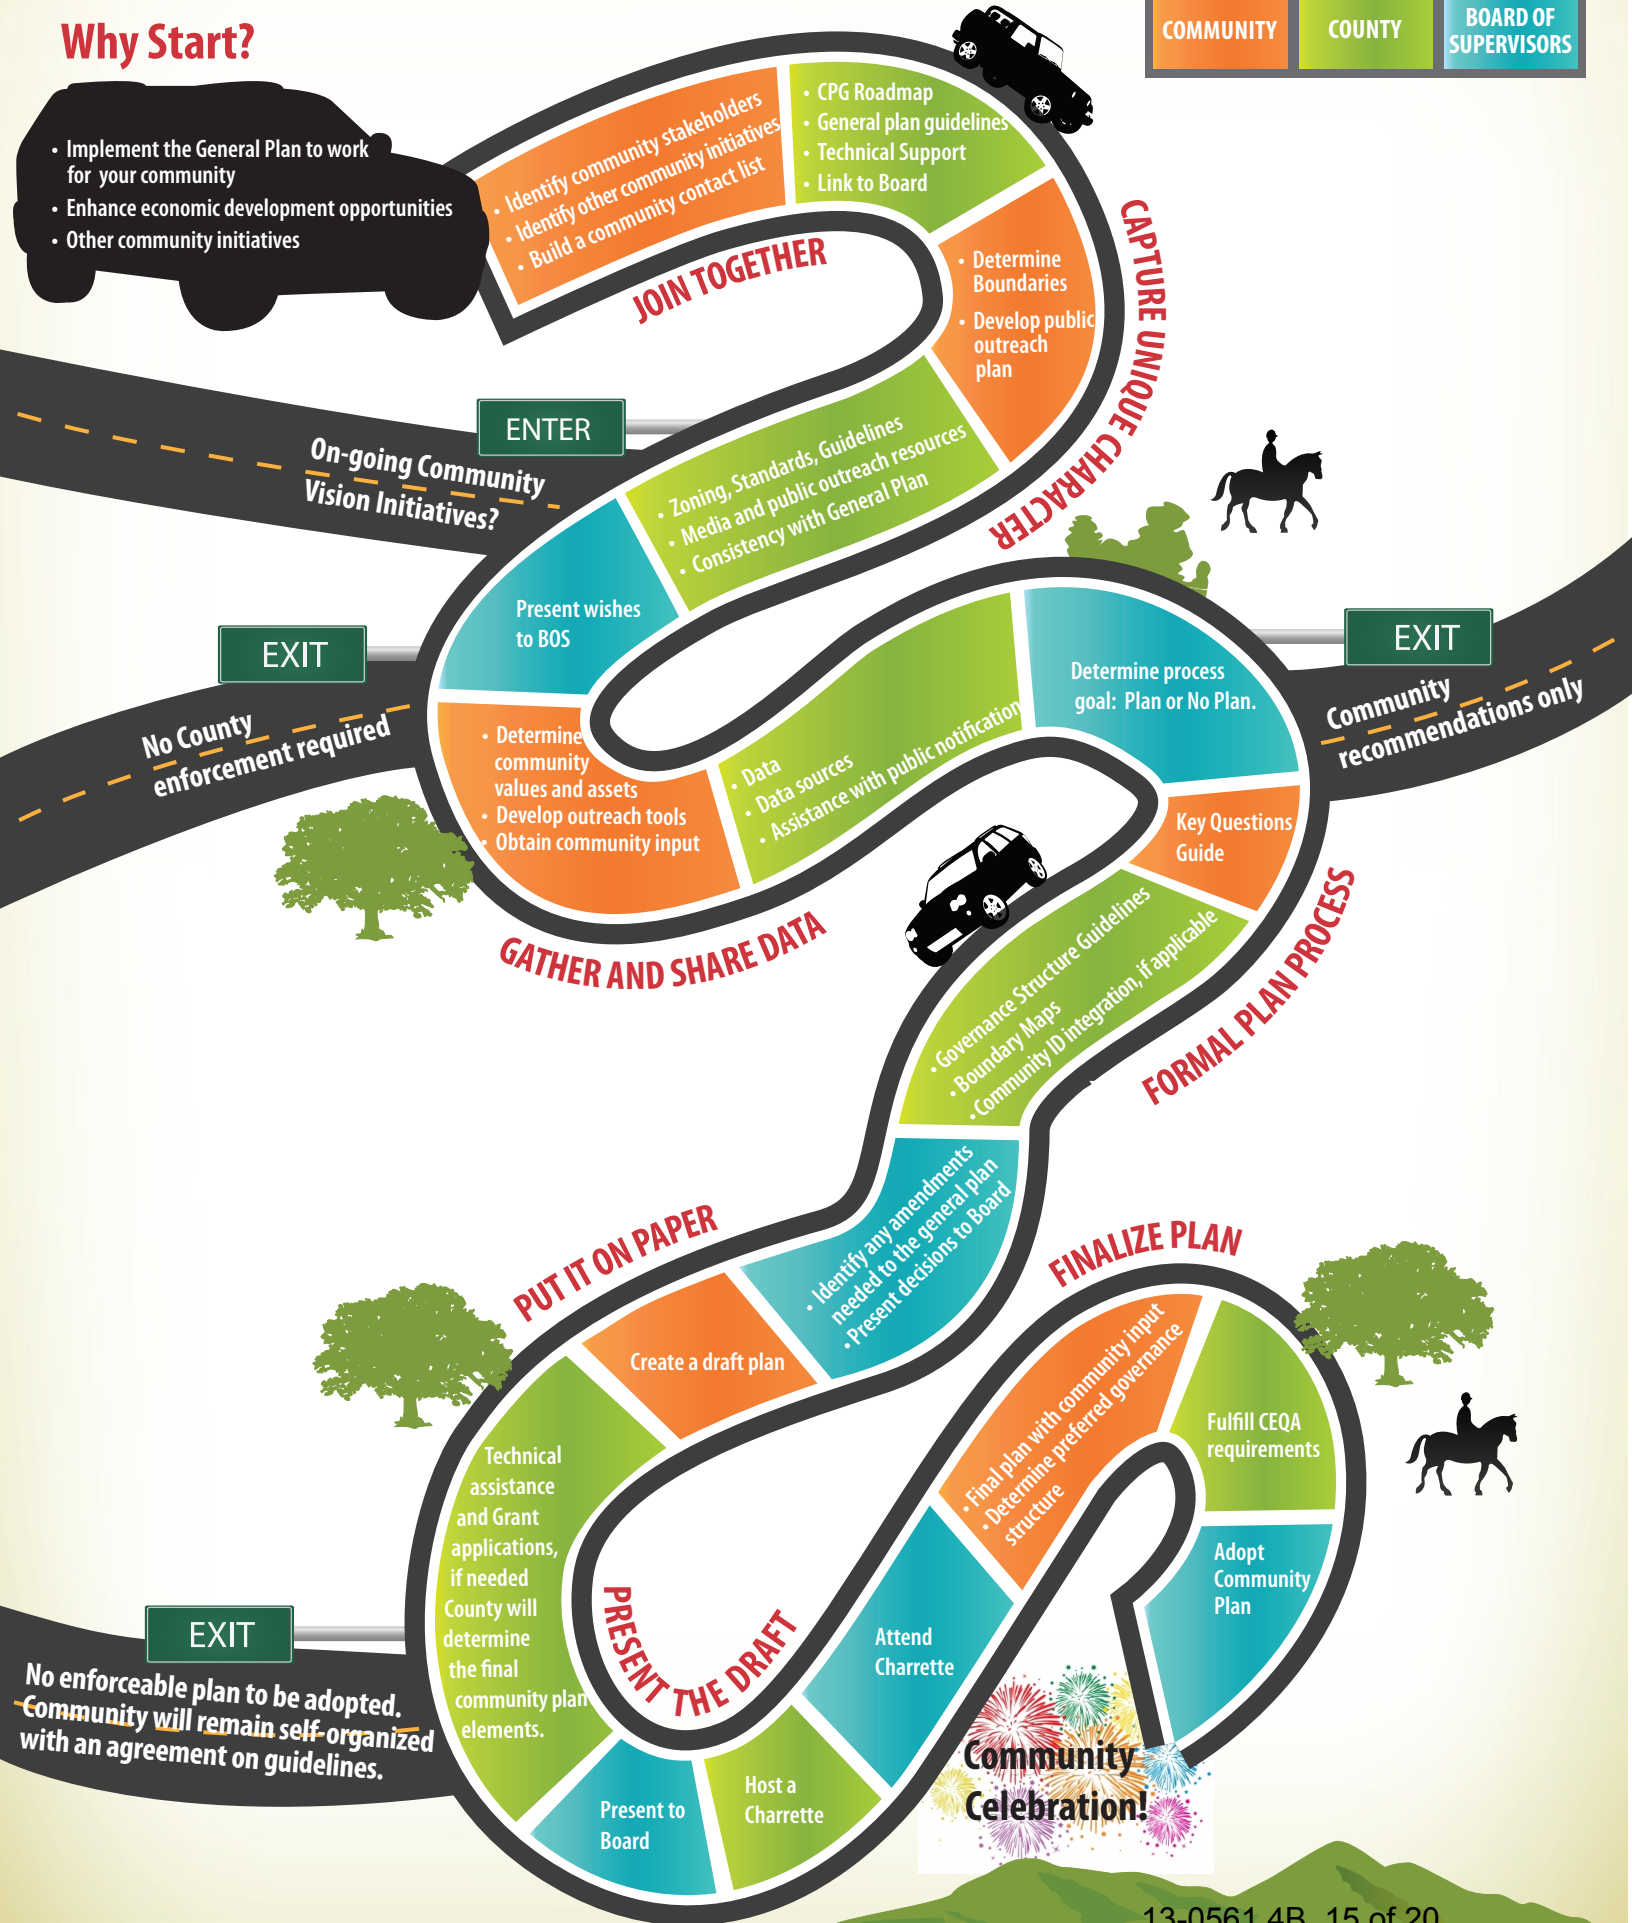 Why Start?
COMMUNITY
COUNTY
BOARD OF
SUPERVISORS
• Implement the General Plan to work
for your community
• Enhance economic development opportunities
• Other community initiatives
• Identify community stakeholders
• Identify other community initiatives
• Build a community contact list
• CPG Roadmap
• General plan guidelines
• Technical Support
• Link to Board
JOIN TOGETHER
• Determine
Boundaries
• Develop public
outreach
plan
CAPTURE UNIQUE CHARACTER
ENTER
On-going Community
Vision Initiatives?
• Zoning, Standards, Guidelines
• Media and public outreach resources
• Consistency with General Plan
Present wishes
to BOS
EXIT
No County
enforcement required
• Determine
community
values and assets
• Develop outreach tools
• Obtain community input
• Data
• Data sources
• Assistance with public notification
GATHER AND SHARE DATA
Determine process
goal: Plan or No Plan.
EXIT
Community
recommendations only
Key Questions
Guide
• Governance Structure Guidelines
• Boundary Maps
• Community ID integration, if applicable
FORMAL PLAN PROCESS
• Identify any amendments
needed to the general plan
• Present decisions to Board
PUT IT ON PAPER
Create a draft plan
Technical
assistance
and Grant
applications,
if needed
County will
determine
the final
community plan
elements.
EXIT
No enforceable plan to be adopted.
Community will remain self-organized
with an agreement on guidelines.
PRESENT THE DRAFT
Present to
Board
Host a
Charrette
Attend
Charrette
FINALIZE PLAN
• Final plan with community input
• Determine preferred governance
structure
Fulfill CEQA
requirements
Adopt
Community
Plan
Community
Celebration!
13-0561 4B 15 of 20